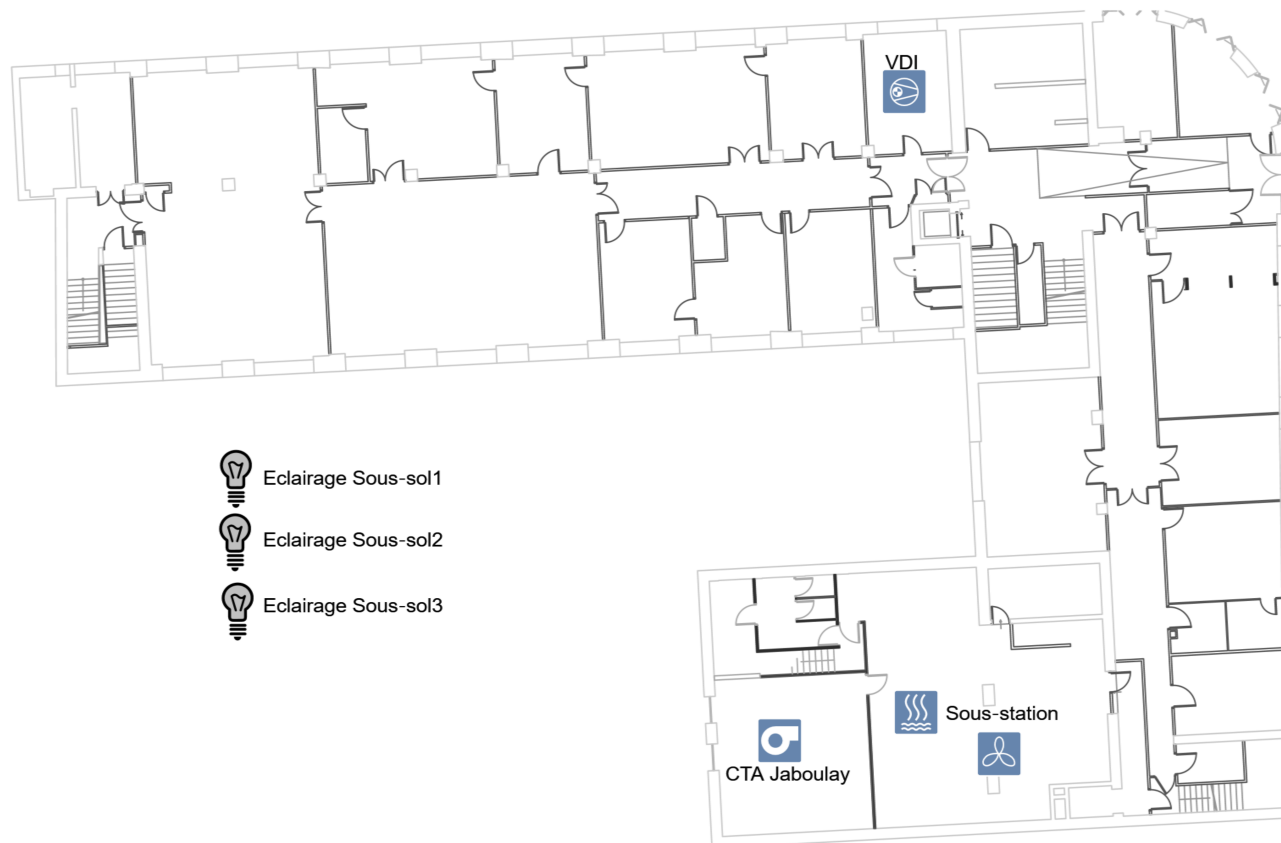 VDI
Eclairage Sous-sol1
Eclairage Sous-sol2
Eclairage Sous-sol3
Sous-station
CTA Jaboulay